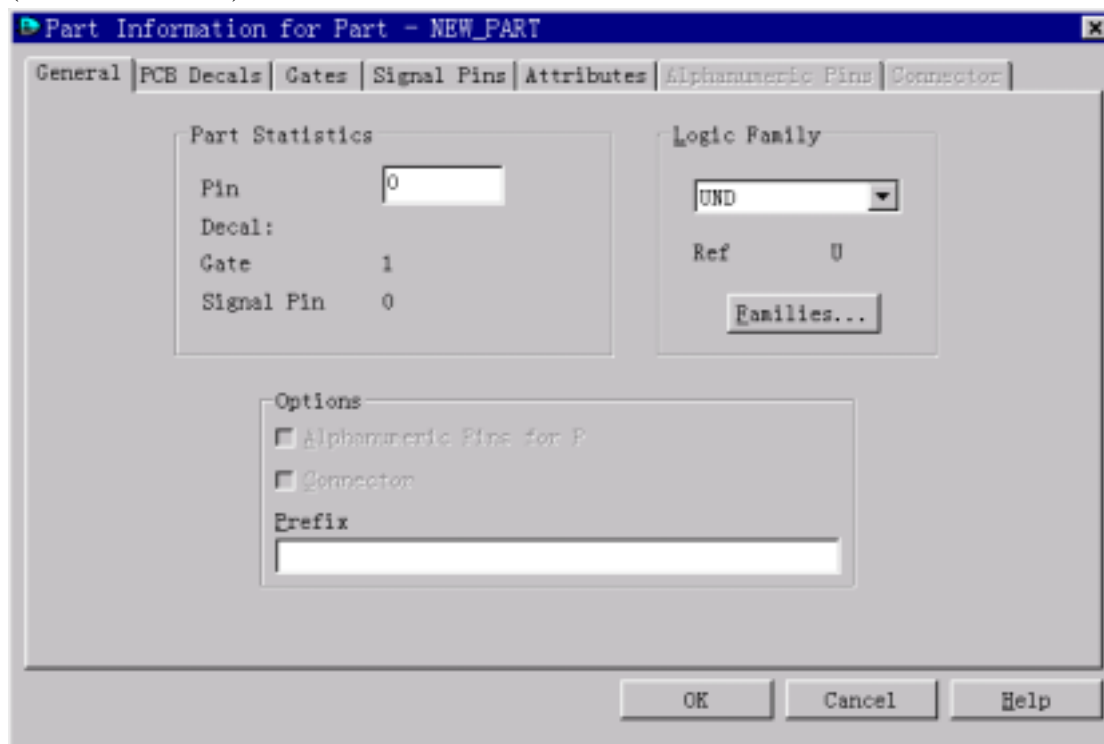 Part Information for Part - NEW_PART
General PCB Decals Gates Signal Pins Attributes Alphanumeric Pins Connector
Part Statistics
Pin 0
Decal:
Gate 1
Signal Pin 0
Logic Family
UND
Ref U
Families...
Options
Alphanumeric Pins for P
Connector
Prefix
OK Cancel Help